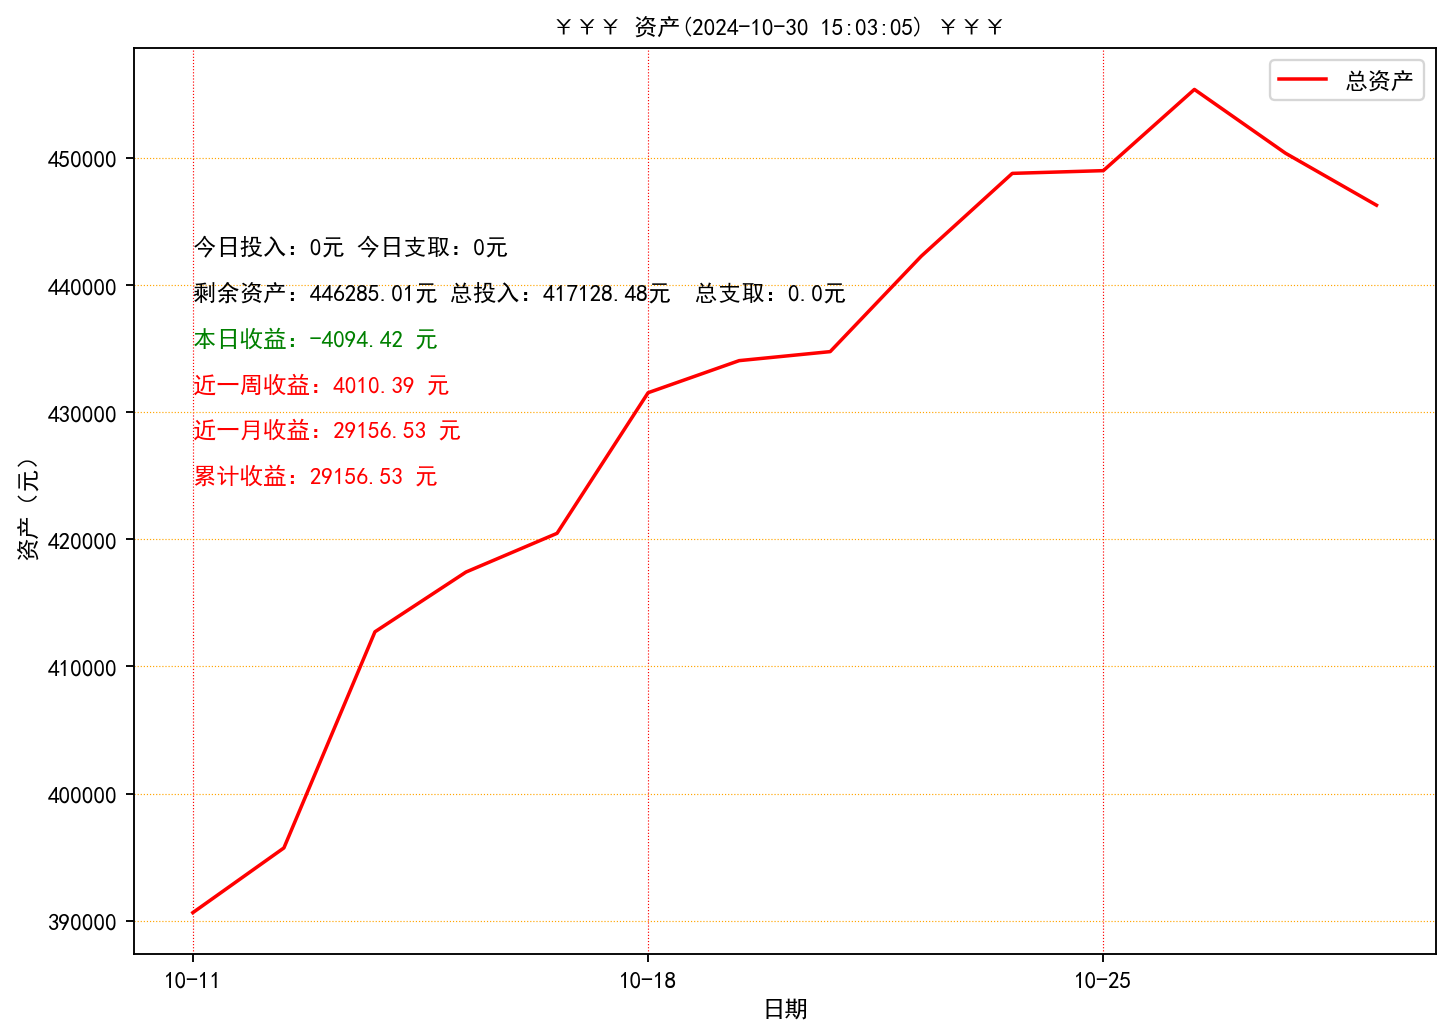 ￥￥￥ 资产(2024-10-30 15:03:05) ￥￥￥
总资产
450000
440000
430000
420000
410000
400000
390000
资产（元）
今日投入：0元 今日支取：0元
剩余资产：446285.01元 总投入：417128.48元  总支取：0.0元
本日收益：-4094.42 元
近一周收益：4010.39 元
近一月收益：29156.53 元
累计收益：29156.53 元
10-11
10-18
10-25
日期